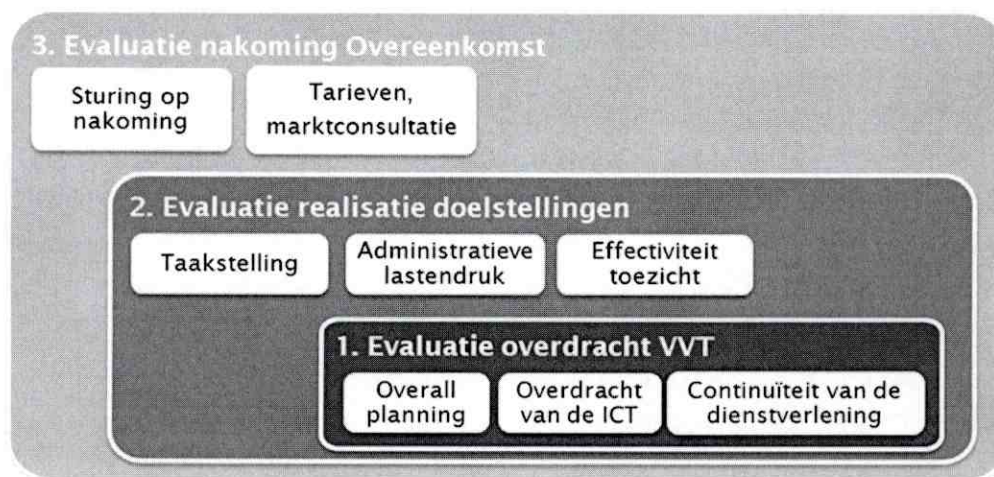 3. Evaluatie nakoming Overeenkomst
Sturing op
nakoming
Tarieven,
marktconsultatie
2. Evaluatie realisatie doelstellingen
Taakstelling
Administratieve
lastendruk
Effectiviteit
toezicht
1. Evaluatie overdracht VVT
Overall
planning
Overdracht
van de ICT
Continuïteit van de
dienstverlening